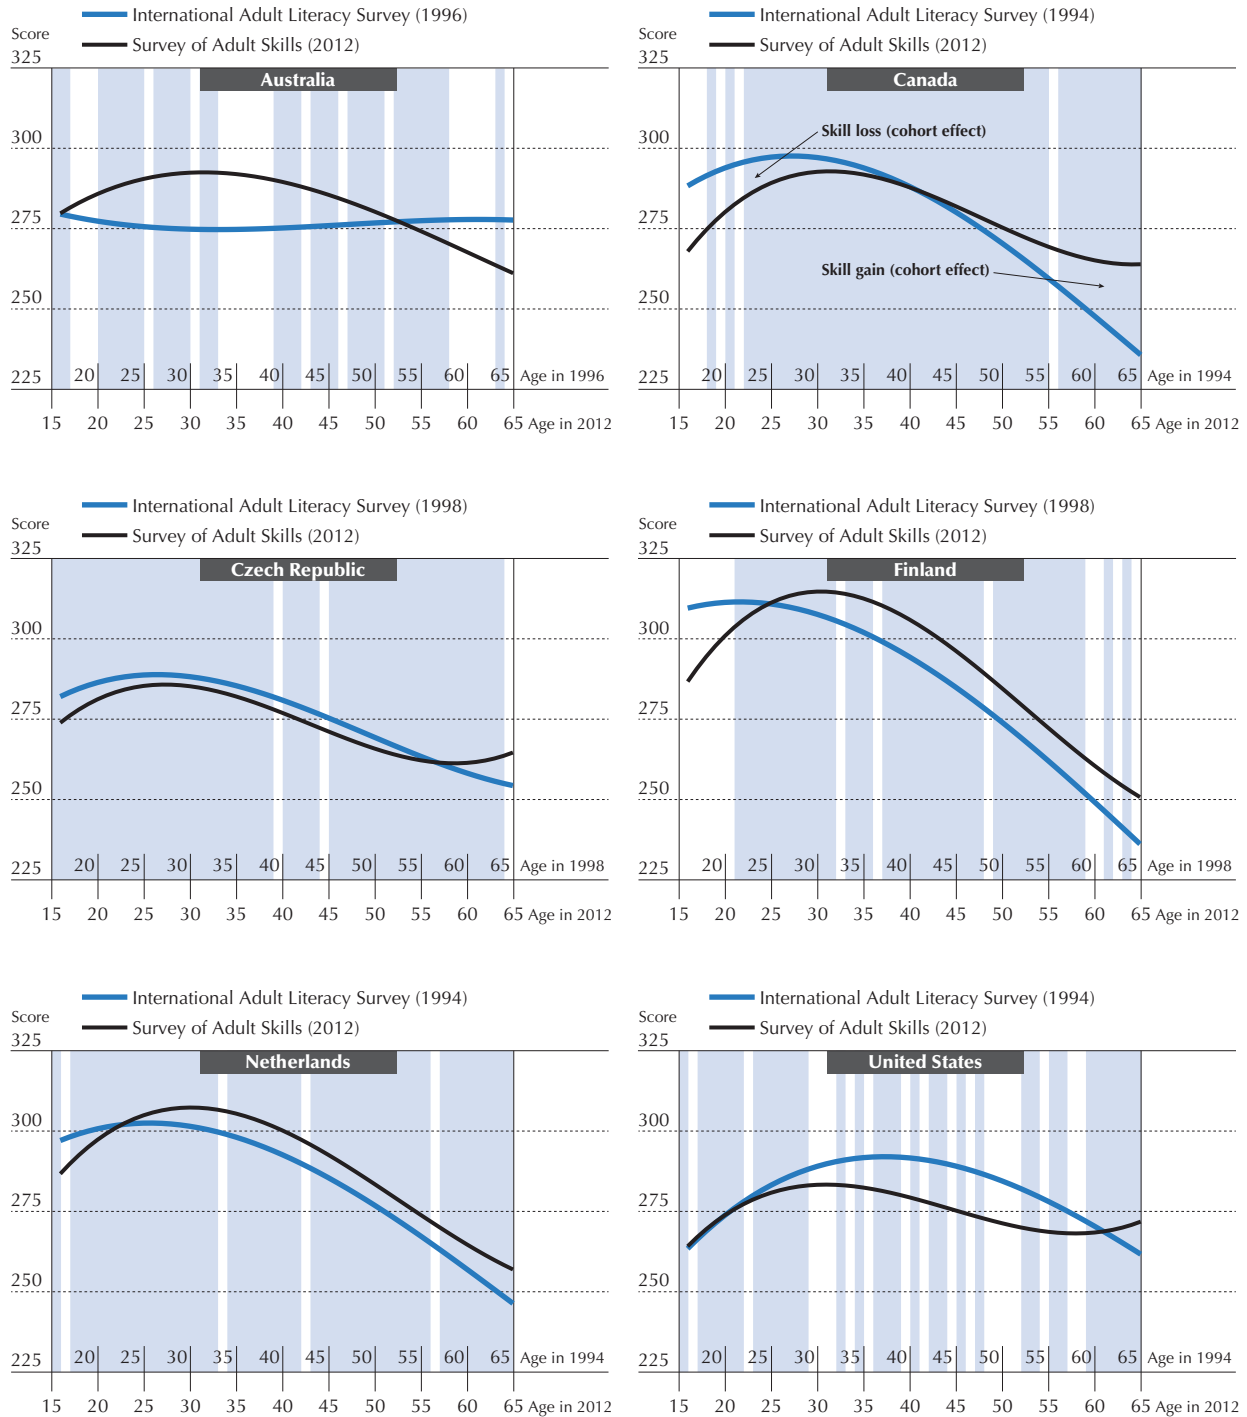 International Adult Literacy Survey (1996)
Survey of Adult Skills (2012)
Score
325
Australia
300
275
250
225
20 25 30 35 40 45 50 55 60 65 Age in 1996
15 20 25 30 35 40 45 50 55 60 65 Age in 2012
International Adult Literacy Survey (1994)
Survey of Adult Skills (2012)
Score
325
Canada
300
Skill loss (cohort effect)
275
Skill gain (cohort effect)
250
225
20 25 30 35 40 45 50 55 60 65 Age in 1994
15 20 25 30 35 40 45 50 55 60 65 Age in 2012
International Adult Literacy Survey (1998)
Survey of Adult Skills (2012)
Score
325
Czech Republic
300
275
250
225
20 25 30 35 40 45 50 55 60 65 Age in 1998
15 20 25 30 35 40 45 50 55 60 65 Age in 2012
International Adult Literacy Survey (1998)
Survey of Adult Skills (2012)
Score
325
Finland
300
275
250
225
20 25 30 35 40 45 50 55 60 65 Age in 1998
15 20 25 30 35 40 45 50 55 60 65 Age in 2012
International Adult Literacy Survey (1994)
Survey of Adult Skills (2012)
Score
325
Netherlands
300
275
250
225
20 25 30 35 40 45 50 55 60 65 Age in 1994
15 20 25 30 35 40 45 50 55 60 65 Age in 2012
International Adult Literacy Survey (1994)
Survey of Adult Skills (2012)
Score
325
United States
300
275
250
225
20 25 30 35 40 45 50 55 60 65 Age in 1994
15 20 25 30 35 40 45 50 55 60 65 Age in 2012